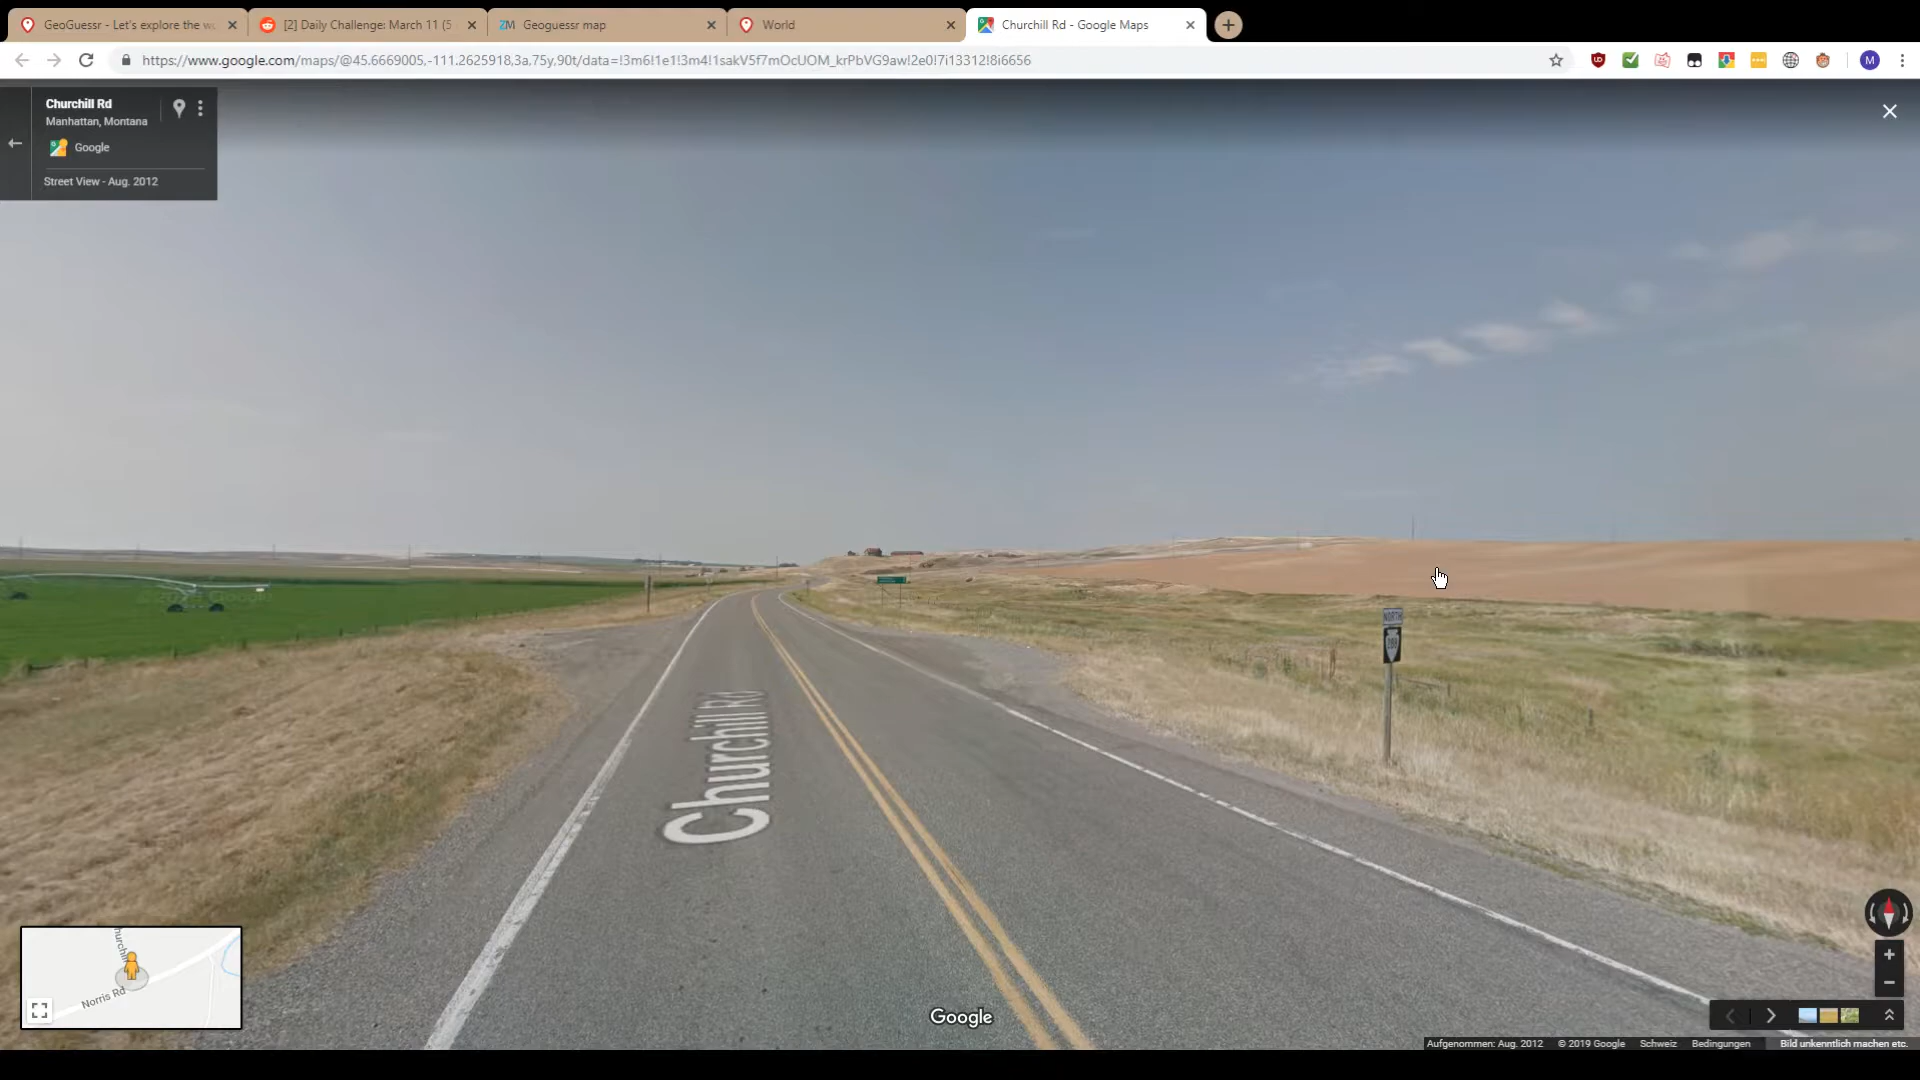 GeoGuessr - Let's explore the w
[2] Daily Challenge: March 11 (5
ZM Geoguessr map
World
Churchill Rd - Google Maps
https://www.google.com/maps/@45.6669005,-111.2625918,3a,75y,90t/data=!3m6!1e1!3m4!1sakV5f7mOcUOM_krPbVG9aw!2e0!7i13312!8i6656
M
Churchill Rd
Manhattan, Montana
Google
Street View - Aug. 2012
NORTH
288
Churchill Rd
Norris Rd
Google
Aufgenommen: Aug. 2012 © 2019 Google Schweiz Bedingungen Bild unkenntlich machen etc.